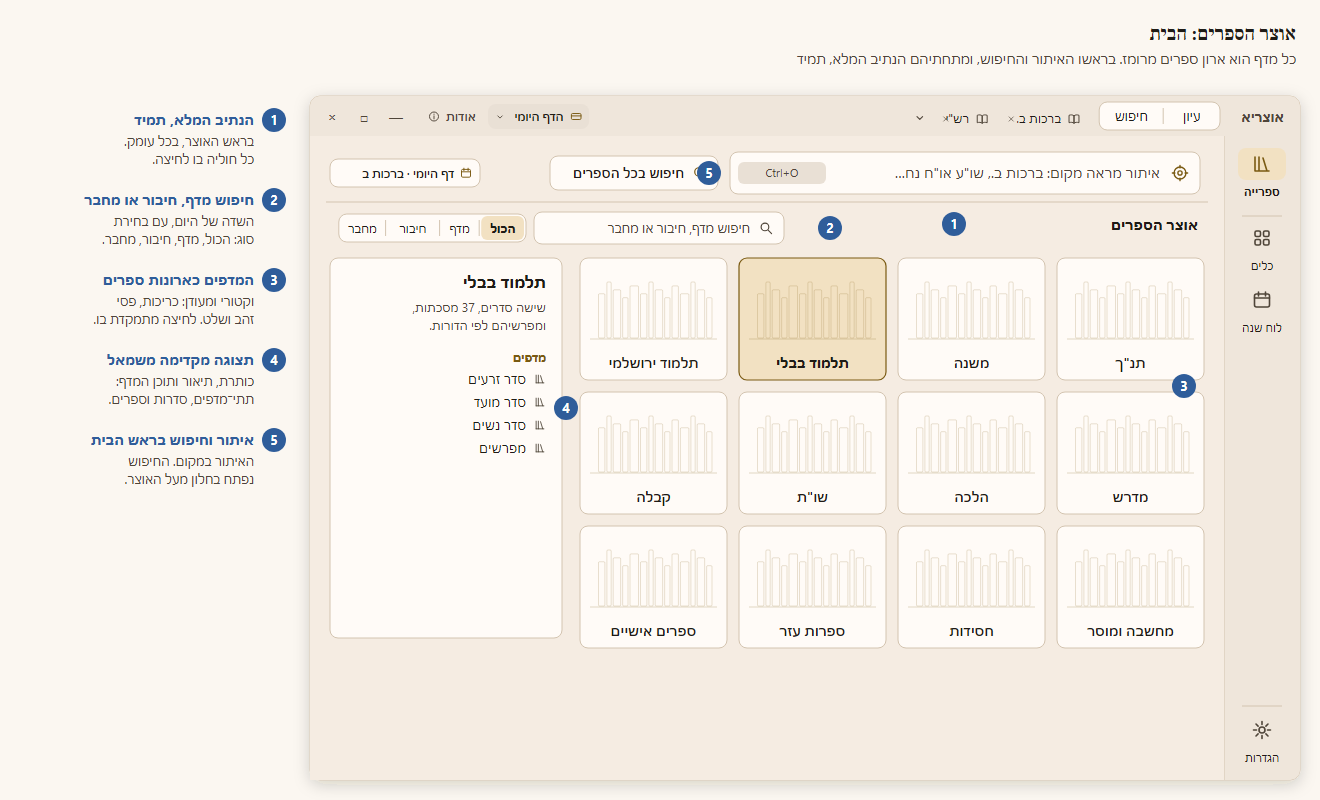 אוצר הספרים: הבית
כל מדף הוא ארון ספרים מרומז. בראשו האיתור והחיפוש, ומתחתיהם הנתיב המלא, תמיד
אוצריא
עיון
חיפוש
ברכות ב. ×
רש"י ×
הדף היומי
אודות
ספרייה
כלים
לוח שנה
הגדרות
איתור מראה מקום: ברכות ב., שו"ע או"ח נח...
Ctrl+O
5
חיפוש בכל הספרים
דף היומי · ברכות ב
אוצר הספרים
1
2
חיפוש מדף, חיבור או מחבר
הכול
מדף
חיבור
מחבר
תנ"ך
משנה
תלמוד בבלי
תלמוד ירושלמי
3
מדרש
הלכה
שו"ת
קבלה
מחשבה ומוסר
חסידות
ספרות עזר
ספרים אישיים
4
תלמוד בבלי
שישה סדרים, 37 מסכתות,
ומפרשיהם לפי הדורות.
מדפים
סדר זרעים
סדר מועד
סדר נשים
מפרשים
1 הנתיב המלא, תמיד
בראש האוצר, בכל עומק.
כל חוליה בו לחיצה.
2 חיפוש מדף, חיבור או מחבר
השדה של היום, עם בחירת
סוג: הכול, מדף, חיבור, מחבר.
3 המדפים כארונות ספרים
וקטורי ומעודן: כריכות, פסי
זהב ושלט. לחיצה מתמקדת בו.
4 תצוגה מקדימה משמאל
כותרת, תיאור ותוכן המדף:
תתי־מדפים, סדרות וספרים.
5 איתור וחיפוש בראש הבית
האיתור במקום. החיפוש
נפתח בחלון מעל האוצר.